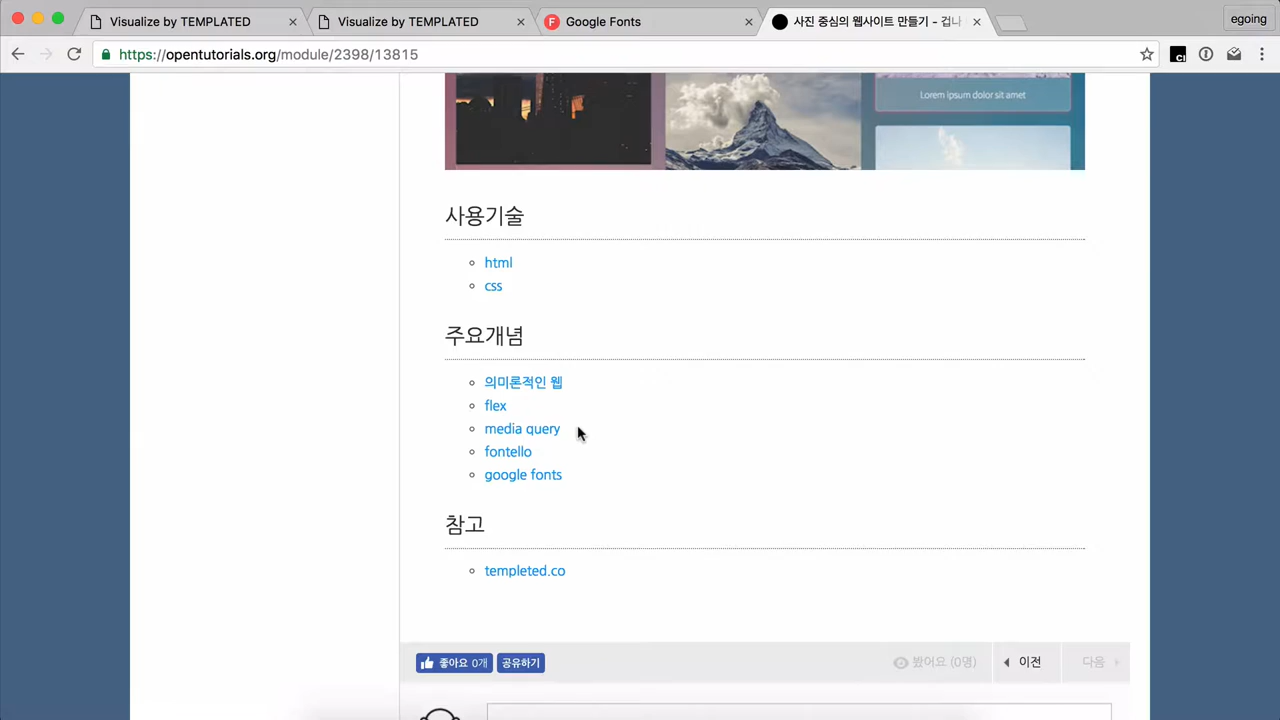 Visualize by TEMPLATED
Visualize by TEMPLATED
Google Fonts
사진 중심의 웹사이트 만들기 - 겁나
egoing
https://opentutorials.org/module/2398/13815
Lorem ipsum dolor sit amet
사용기술
html
css
주요개념
의미론적인 웹
flex
media query
fontello
google fonts
참고
templeted.co
좋아요 0개
공유하기
봤어요 (0명)
이전
다음